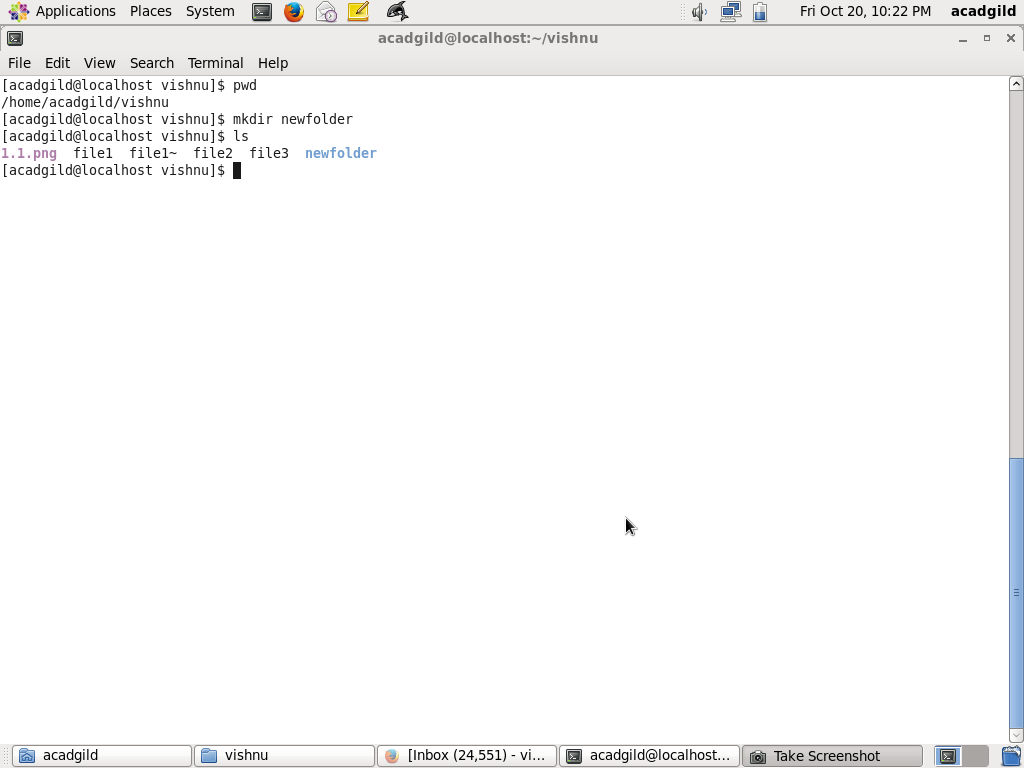 Applications Places System Fri Oct 20, 10:22 PM acadgild
acadgild@localhost:~/vishnu
File Edit View Search Terminal Help
[acadgild@localhost vishnu]$ pwd
/home/acadgild/vishnu
[acadgild@localhost vishnu]$ mkdir newfolder
[acadgild@localhost vishnu]$ ls
1.1.png file1 file1~ file2 file3 newfolder
[acadgild@localhost vishnu]$
acadgild vishnu [Inbox (24,551) - vi... acadgild@localhost... Take Screenshot